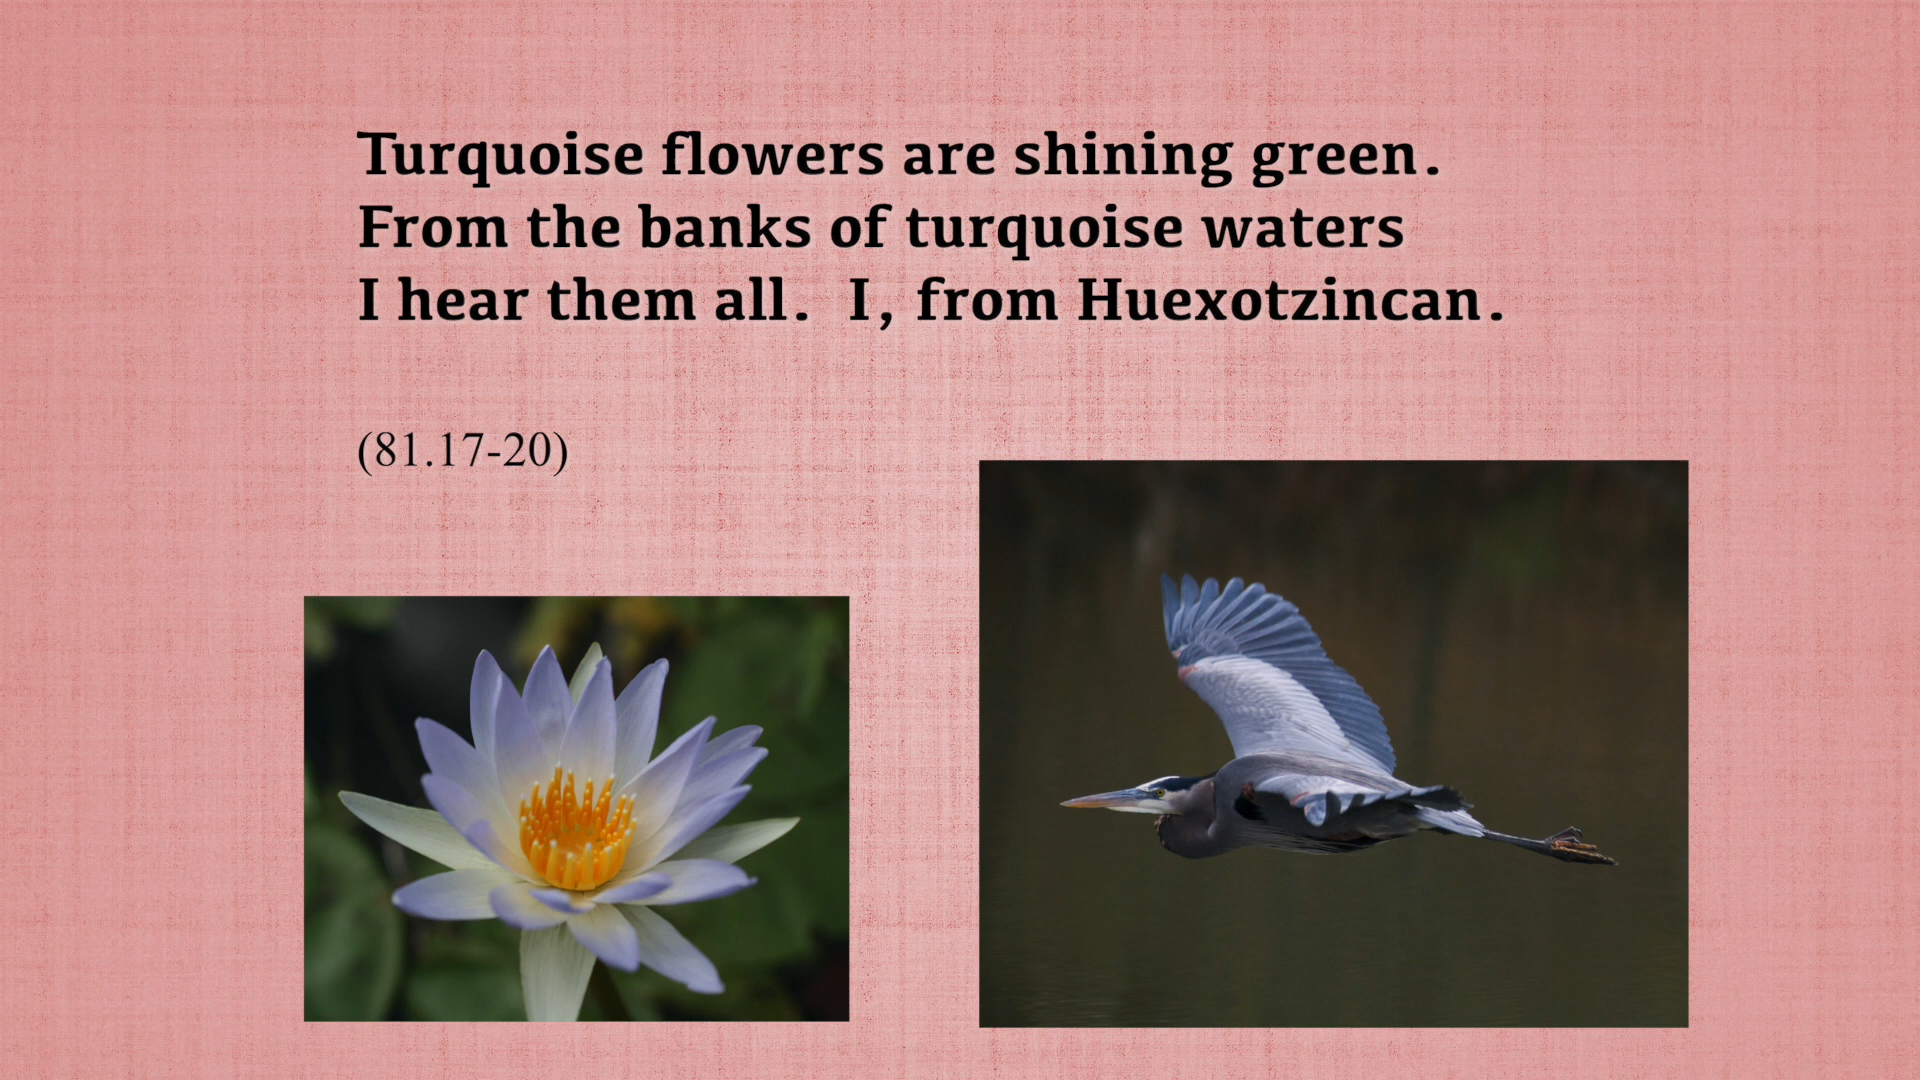 Turquoise flowers are shining green.
From the banks of turquoise waters
I hear them all.  I, from Huexotzincan.
(81.17-20)